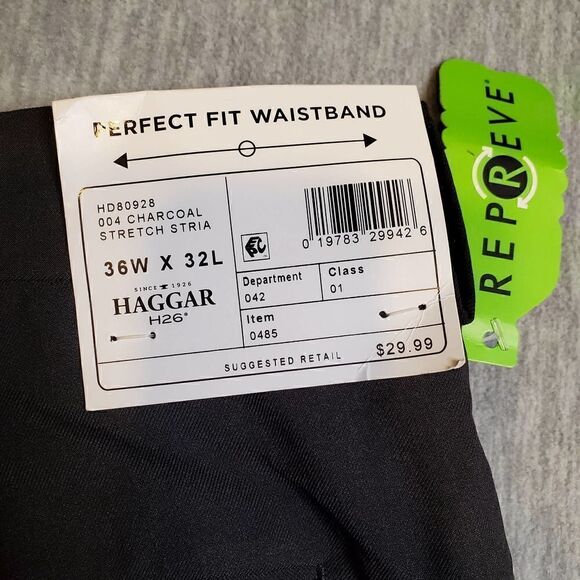 PERFECT FIT WAISTBAND
HD80928
004 CHARCOAL
STRETCH STRIA
36W X 32L
SINCE 1926
HAGGAR
H26®
0 19783 29942 6
Department
042
Class
01
Item
0485
SUGGESTED RETAIL
$29.99
REPREVE®